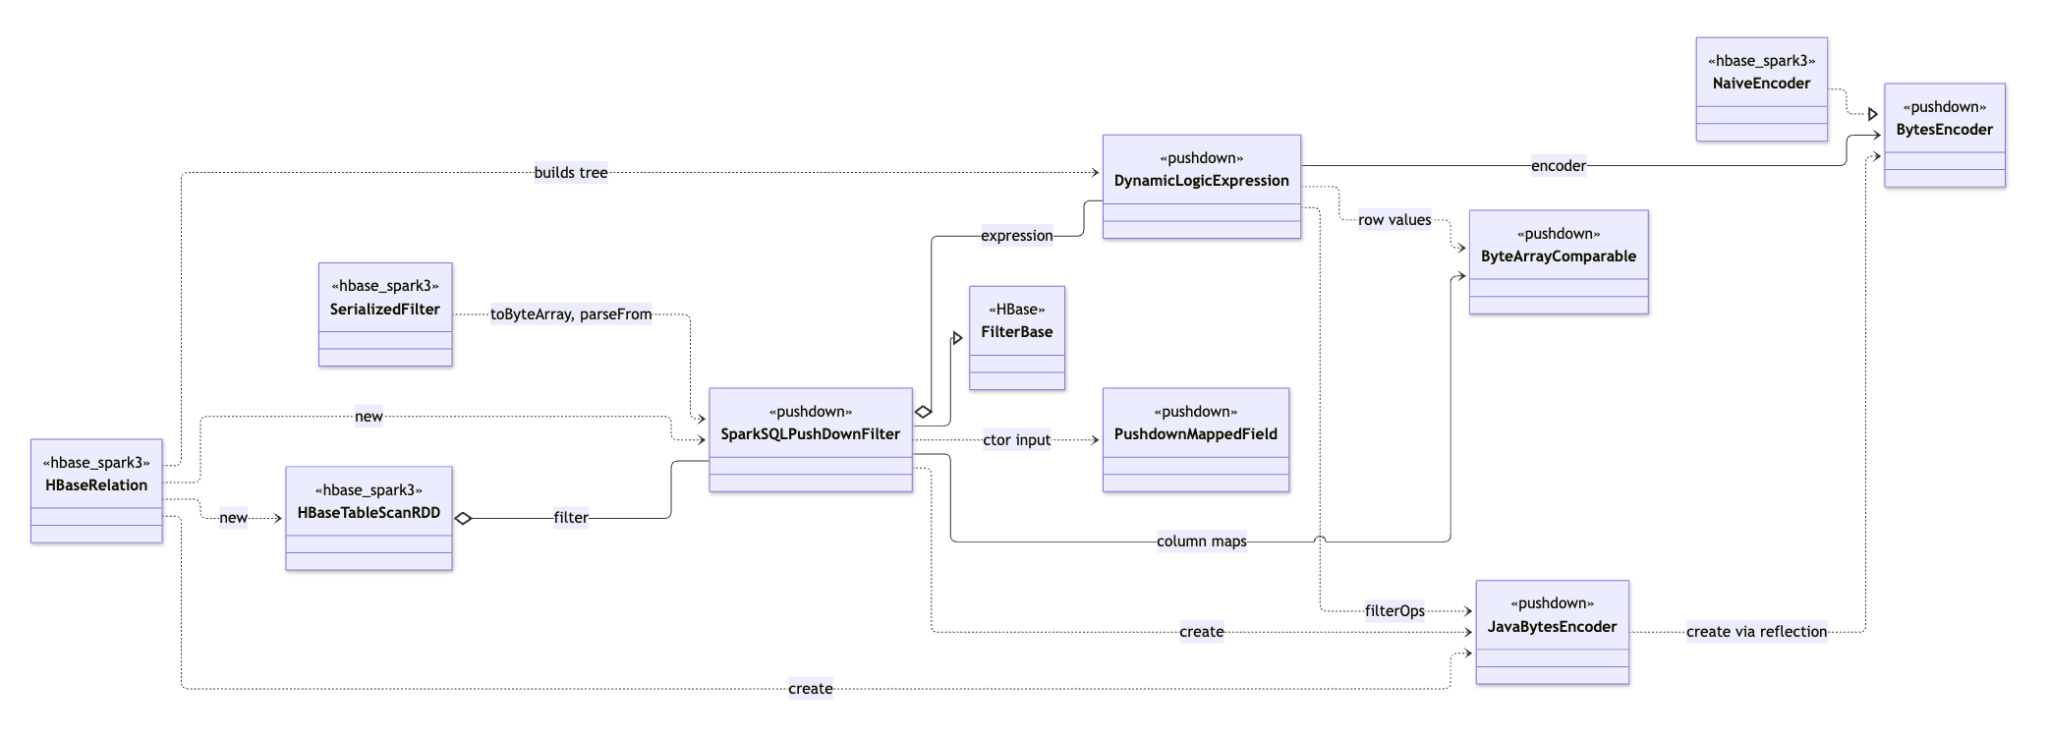 «hbase_spark3»
NaiveEncoder
«pushdown»
BytesEncoder
«pushdown»
DynamicLogicExpression
builds tree
encoder
row values
«pushdown»
ByteArrayComparable
expression
«hbase_spark3»
SerializedFilter
toByteArray, parseFrom
«HBase»
FilterBase
«pushdown»
SparkSQLPushDownFilter
new
ctor input
«pushdown»
PushdownMappedField
«hbase_spark3»
HBaseRelation
«hbase_spark3»
HBaseTableScanRDD
new
filter
column maps
«pushdown»
JavaBytesEncoder
filterOps
create
create via reflection
create